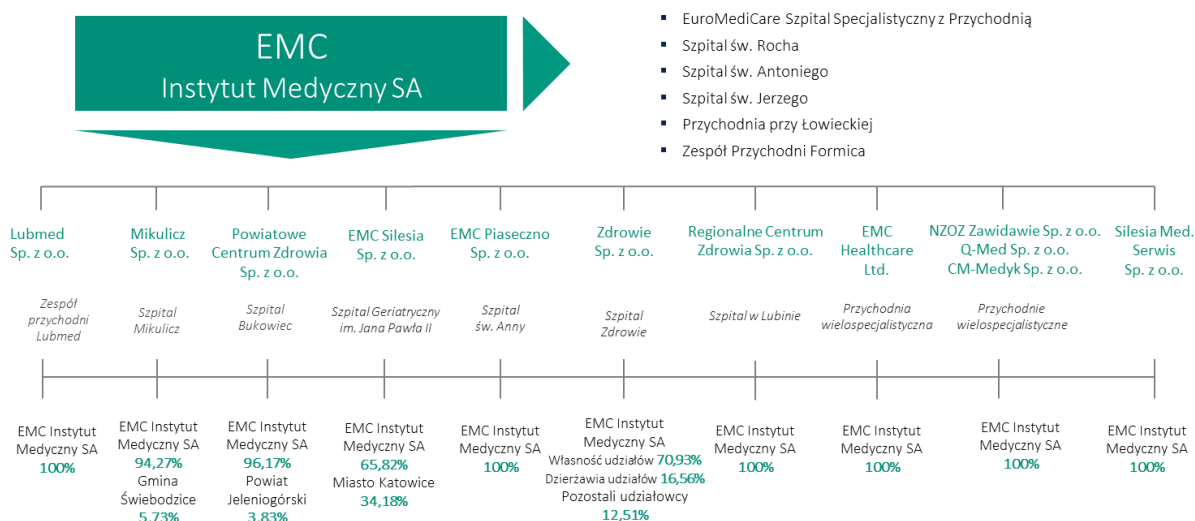 EMC
Instytut Medyczny SA
▪ EuroMediCare Szpital Specjalistyczny z Przychodnią
▪ Szpital św. Rocha
▪ Szpital św. Antoniego
▪ Szpital św. Jerzego
▪ Przychodnia przy Łowieckiej
▪ Zespół Przychodni Formica
Lubmed
Sp. z o.o.
Mikulicz
Sp. z o.o.
Powiatowe
Centrum Zdrowia
Sp. z o.o.
EMC Silesia
Sp. z o.o.
EMC Piaseczno
Sp. z o.o.
Zdrowie
Sp. z o.o.
Regionalne Centrum
Zdrowia Sp. z o.o.
EMC
Healthcare
Ltd.
NZOZ Zawidawie Sp. z o.o.
Q-Med Sp. z o.o.
CM-Medyk Sp. z o.o.
Silesia Med.
Serwis
Sp. z o.o.
Zespół
przychodni
Lubmed
Szpital
Mikulicz
Szpital
Bukowiec
Szpital Geriatryczny
im. Jana Pawła II
Szpital
św. Anny
Szpital
Zdrowie
Szpital w Lubinie
Przychodnia
wielospecjalistyczna
Przychodnie
wielospecjalistyczne
EMC Instytut
Medyczny SA
100%
EMC Instytut
Medyczny SA
94,27%
Gmina
Świebodzice
5,73%
EMC Instytut
Medyczny SA
96,17%
Powiat
Jeleniogórski
3,83%
EMC Instytut
Medyczny SA
65,82%
Miasto Katowice
34,18%
EMC Instytut
Medyczny SA
100%
EMC Instytut
Medyczny SA
Własność udziałów 70,93%
Dzierżawia udziałów 16,56%
Pozostali udziałowcy
12,51%
EMC Instytut
Medyczny SA
100%
EMC Instytut
Medyczny SA
100%
EMC Instytut
Medyczny SA
100%
EMC Instytut
Medyczny SA
100%